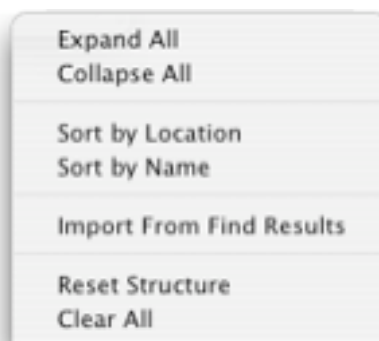 Expand All
Collapse All
Sort by Location
Sort by Name
Import From Find Results
Reset Structure
Clear All